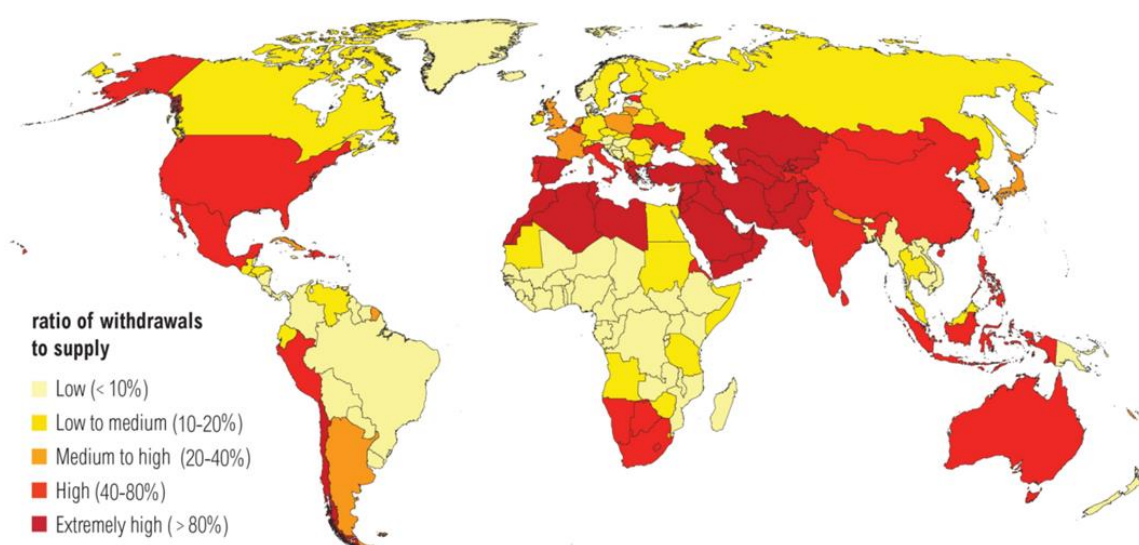 ratio of withdrawals
to supply
Low (< 10%)
Low to medium (10-20%)
Medium to high (20-40%)
High (40-80%)
Extremely high (> 80%)